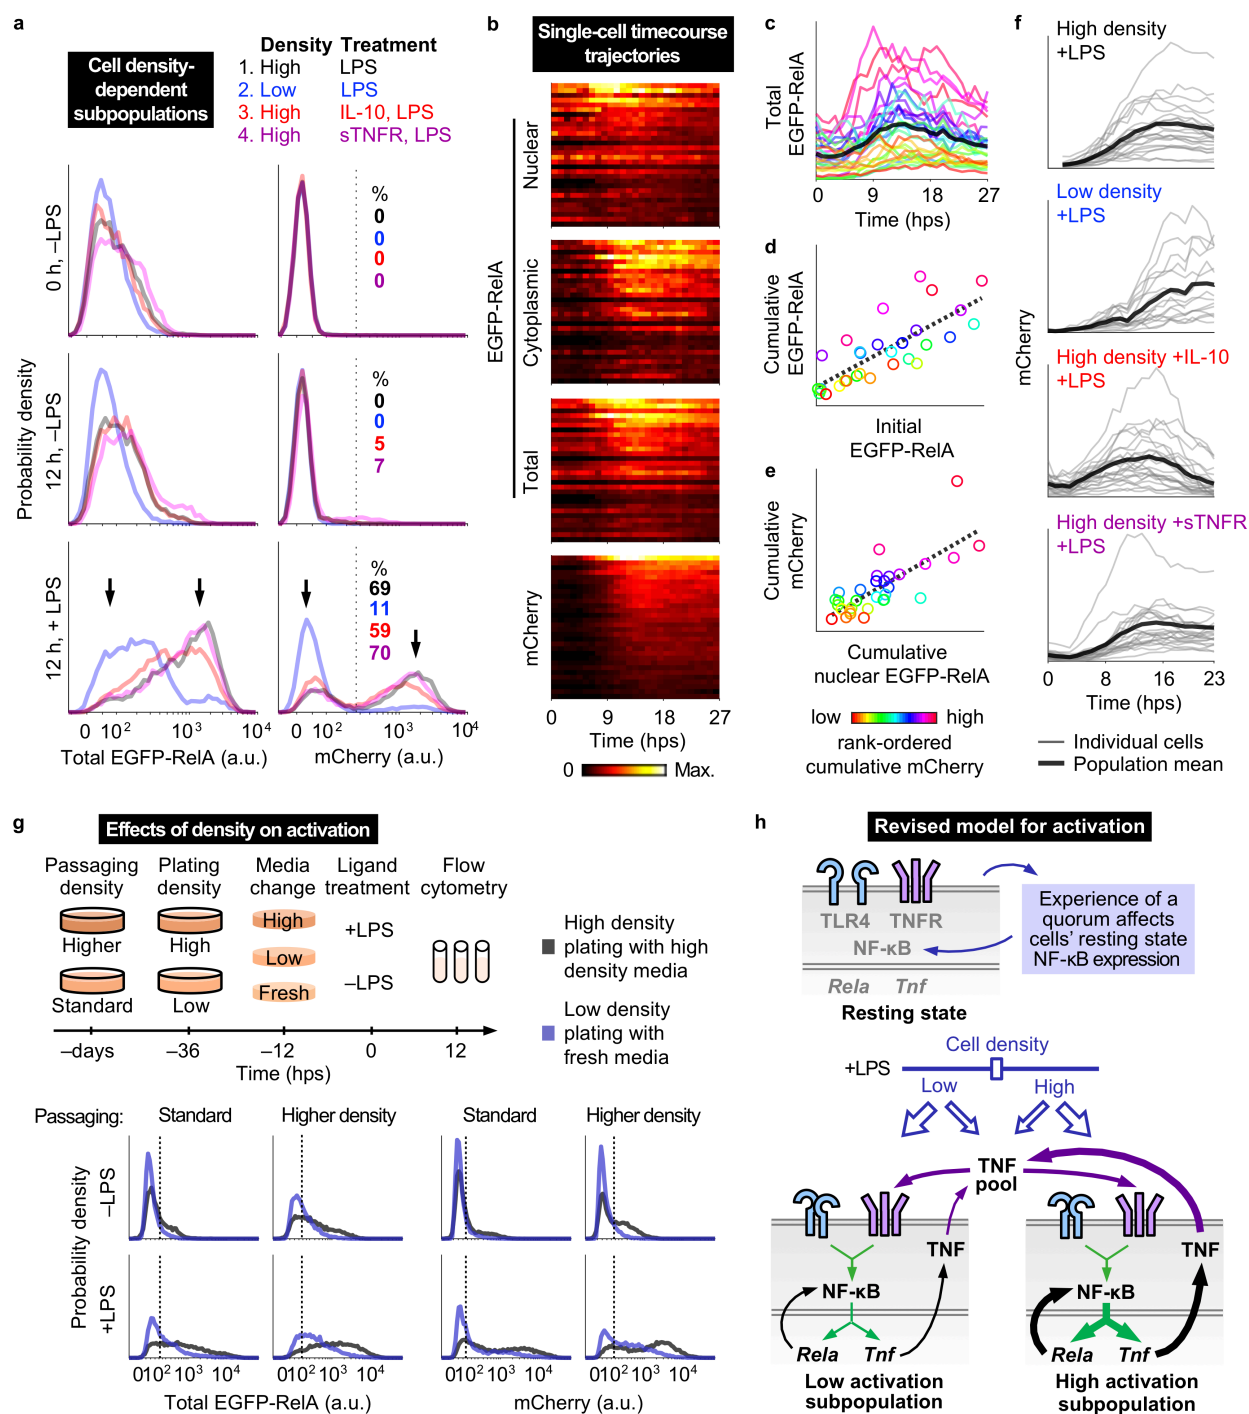 a
Cell density-
dependent
subpopulations
Density Treatment
1. High LPS
2. Low LPS
3. High IL-10, LPS
4. High sTNFR, LPS
Probability density
0 h, –LPS
%
0
0
0
0
12 h, –LPS
%
0
0
5
7
12 h, + LPS
%
69
11
59
70
0 10² 10³ 10⁴
0 10² 10³ 10⁴
Total EGFP-RelA (a.u.)
mCherry (a.u.)
b
Single-cell timecourse
trajectories
EGFP-RelA
Nuclear
Cytoplasmic
Total
mCherry
0 9 18 27
Time (hps)
0 Max.
c
Total
EGFP-RelA
0 9 18 27
Time (hps)
d
Cumulative
EGFP-RelA
Initial
EGFP-RelA
e
Cumulative
mCherry
Cumulative
nuclear EGFP-RelA
low high
rank-ordered
cumulative mCherry
f
High density
+LPS
Low density
+LPS
High density +IL-10
+LPS
High density +sTNFR
+LPS
mCherry
0 8 16 23
Time (hps)
Individual cells
Population mean
g
Effects of density on activation
Passaging
density
Plating
density
Media
change
Ligand
treatment
Flow
cytometry
Higher
Standard
High
Low
High
Low
Fresh
+LPS
–LPS
–days –36 –12 0 12
Time (hps)
High density
plating with high
density media
Low density
plating with
fresh media
Passaging: Standard Higher density Standard Higher density
Probability density
–LPS
+LPS
0 10² 10³ 10⁴
0 10² 10³ 10⁴
0 10² 10³ 10⁴
0 10² 10³ 10⁴
Total EGFP-RelA (a.u.)
mCherry (a.u.)
h
Revised model for activation
TLR4 TNFR
NF-κB
Rela Tnf
Resting state
Experience of a
quorum affects
cells' resting state
NF-κB expression
Cell density
+LPS
Low High
TNF
pool
TNF
NF-κB
Rela Tnf
Low activation
subpopulation
TNF
NF-κB
Rela Tnf
High activation
subpopulation